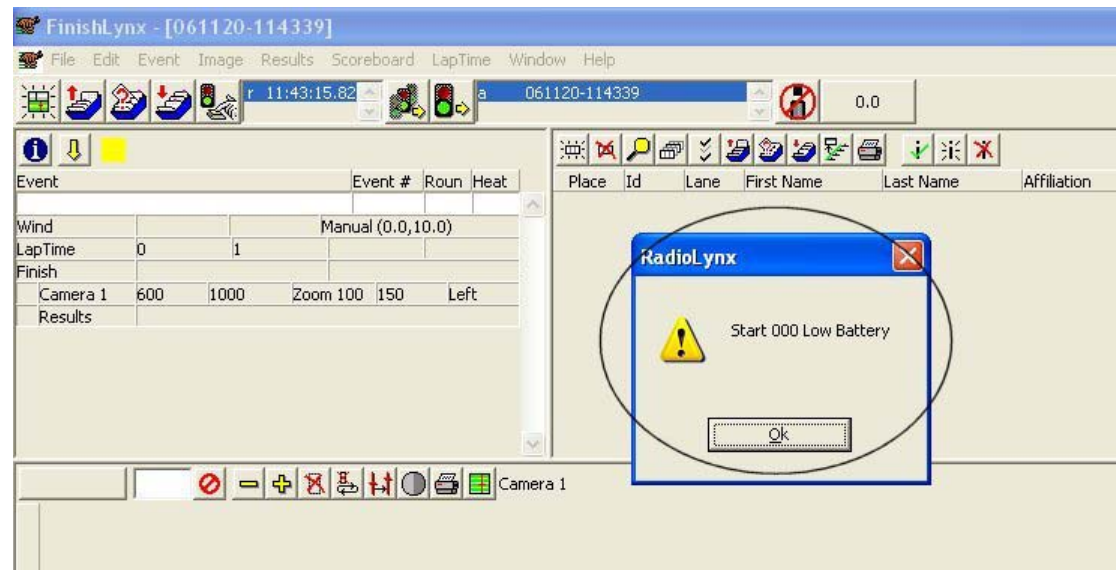 FinishLynx - [061120-114339]
File Edit Event Image Results Scoreboard LapTime Window Help
r 11:43:15.82 a 061120-114339 0.0
Event Event # Roun Heat
Place Id Lane First Name Last Name Affiliation
Wind Manual (0.0,10.0)
LapTime 0 1
Finish
Camera 1 600 1000 Zoom 100 150 Left
Results
RadioLynx
Start 000 Low Battery
Ok
Camera 1